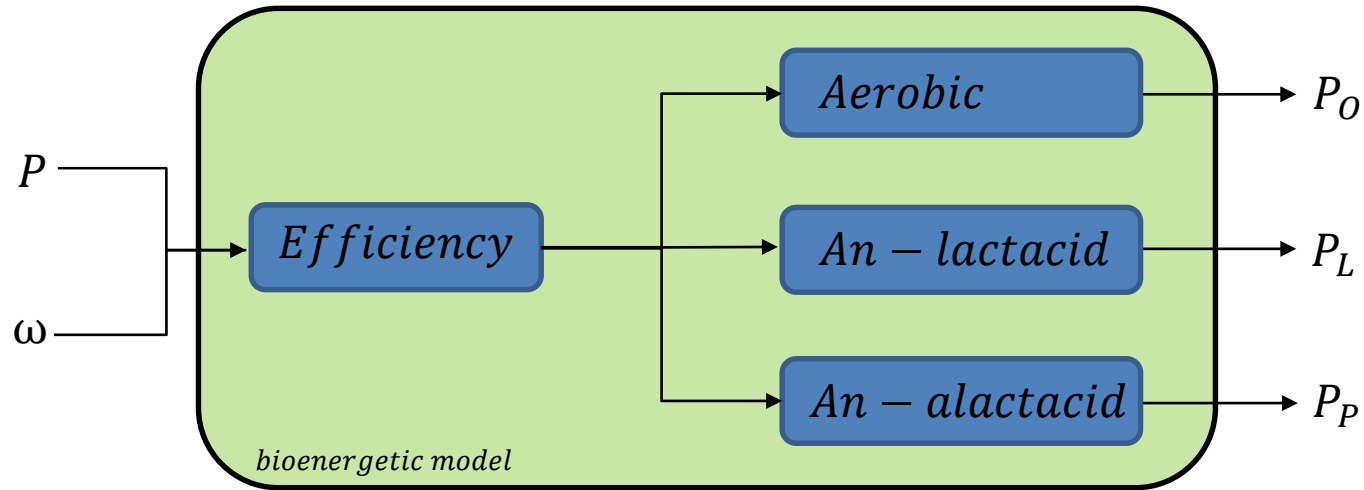 P
ω
Efficiency
Aerobic
An − lactacid
An − alactacid
P_O
P_L
P_P
bioenergetic model